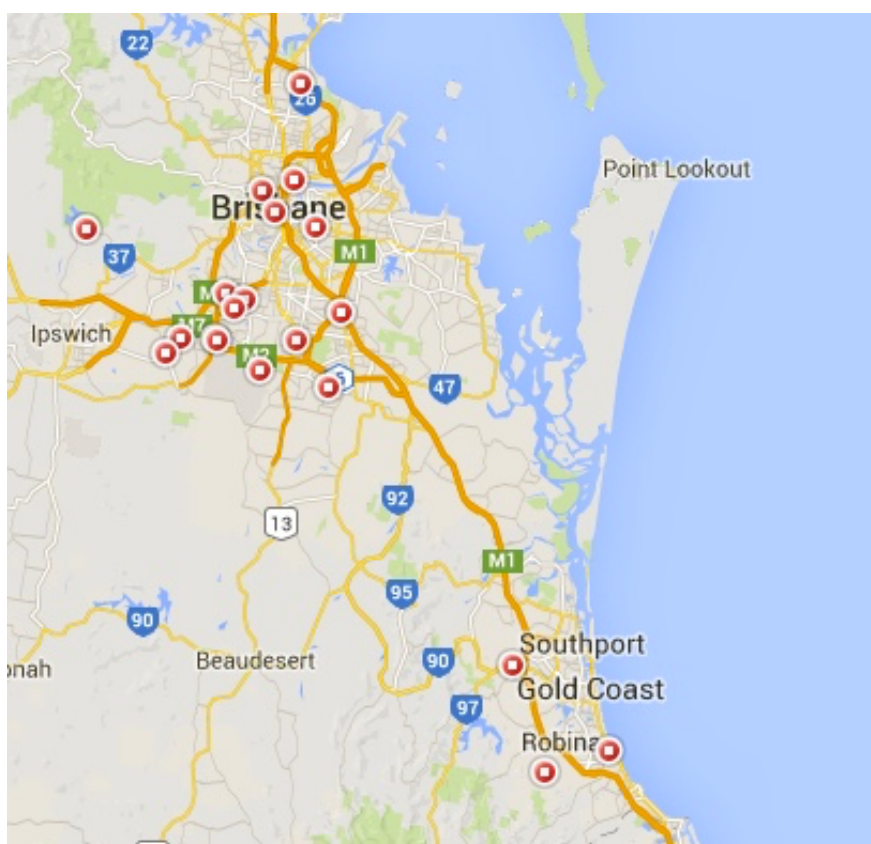 22
26
Point Lookout
Brisbane
37
M1
M7
Ipswich
M2
47
92
13
M1
95
90
Southport
Beaudesert
90
onah
Gold Coast
97
Robina